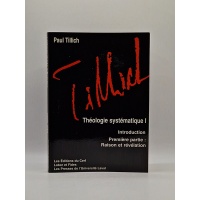 Paul Tillich
Tillich
Théologie systématique I
Introduction
Première partie :
Raison et révélation
Les Éditions du Cerf
Labor et Fides
Les Presses de l'Université Laval